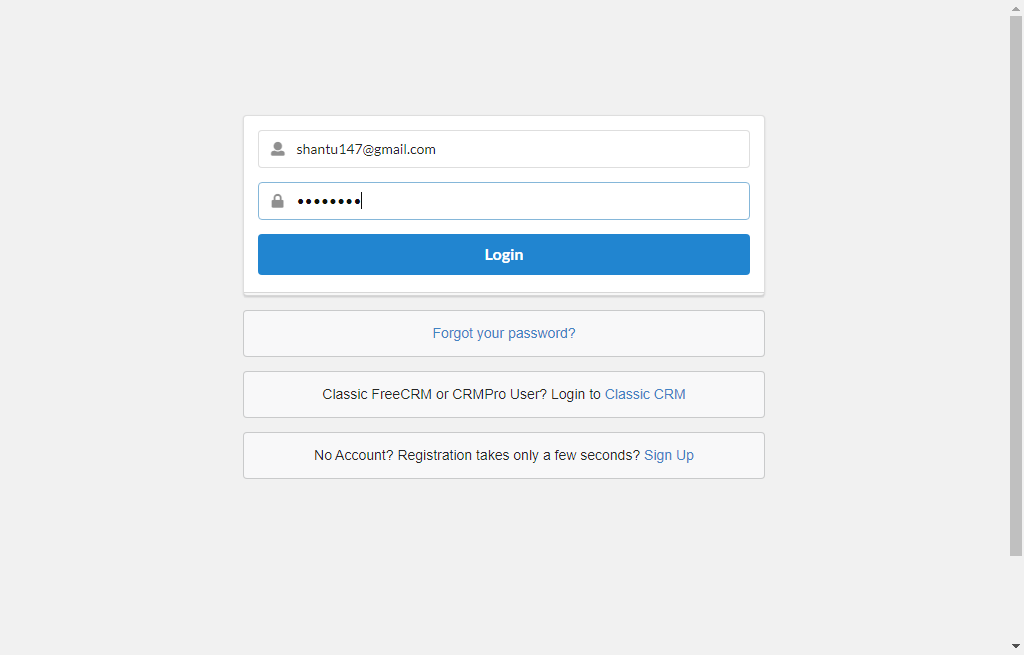 shantu147@gmail.com
••••••••
Login
Forgot your password?
Classic FreeCRM or CRMPro User? Login to Classic CRM
No Account? Registration takes only a few seconds? Sign Up